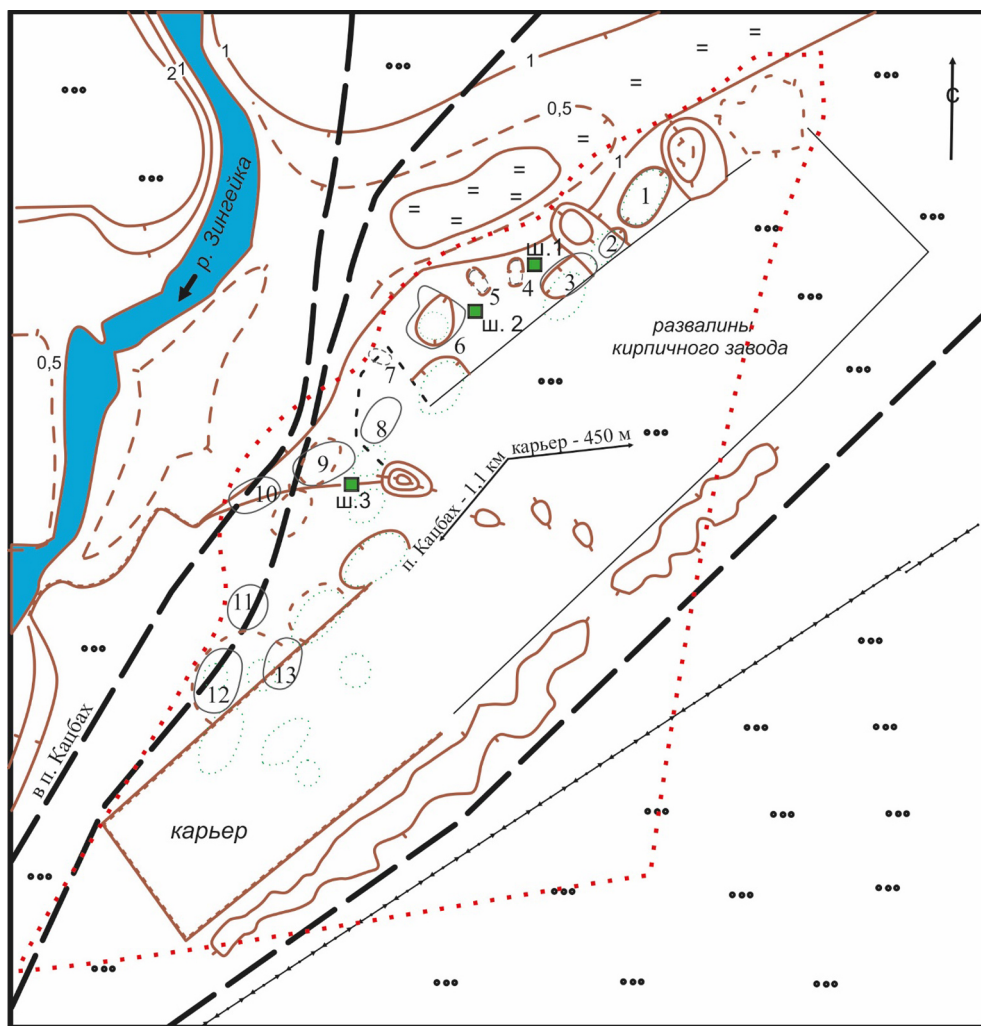 1
1
2
1
0,5
С
р. Зингейка
1
1
2
ш.1
3
4
5
ш. 2
6
развалины
кирпичного завода
0,5
7
8
карьер - 450 м
п. Кацбах - 1,1 км
9
10
ш.3
11
12
13
в п. Кацбах
карьер